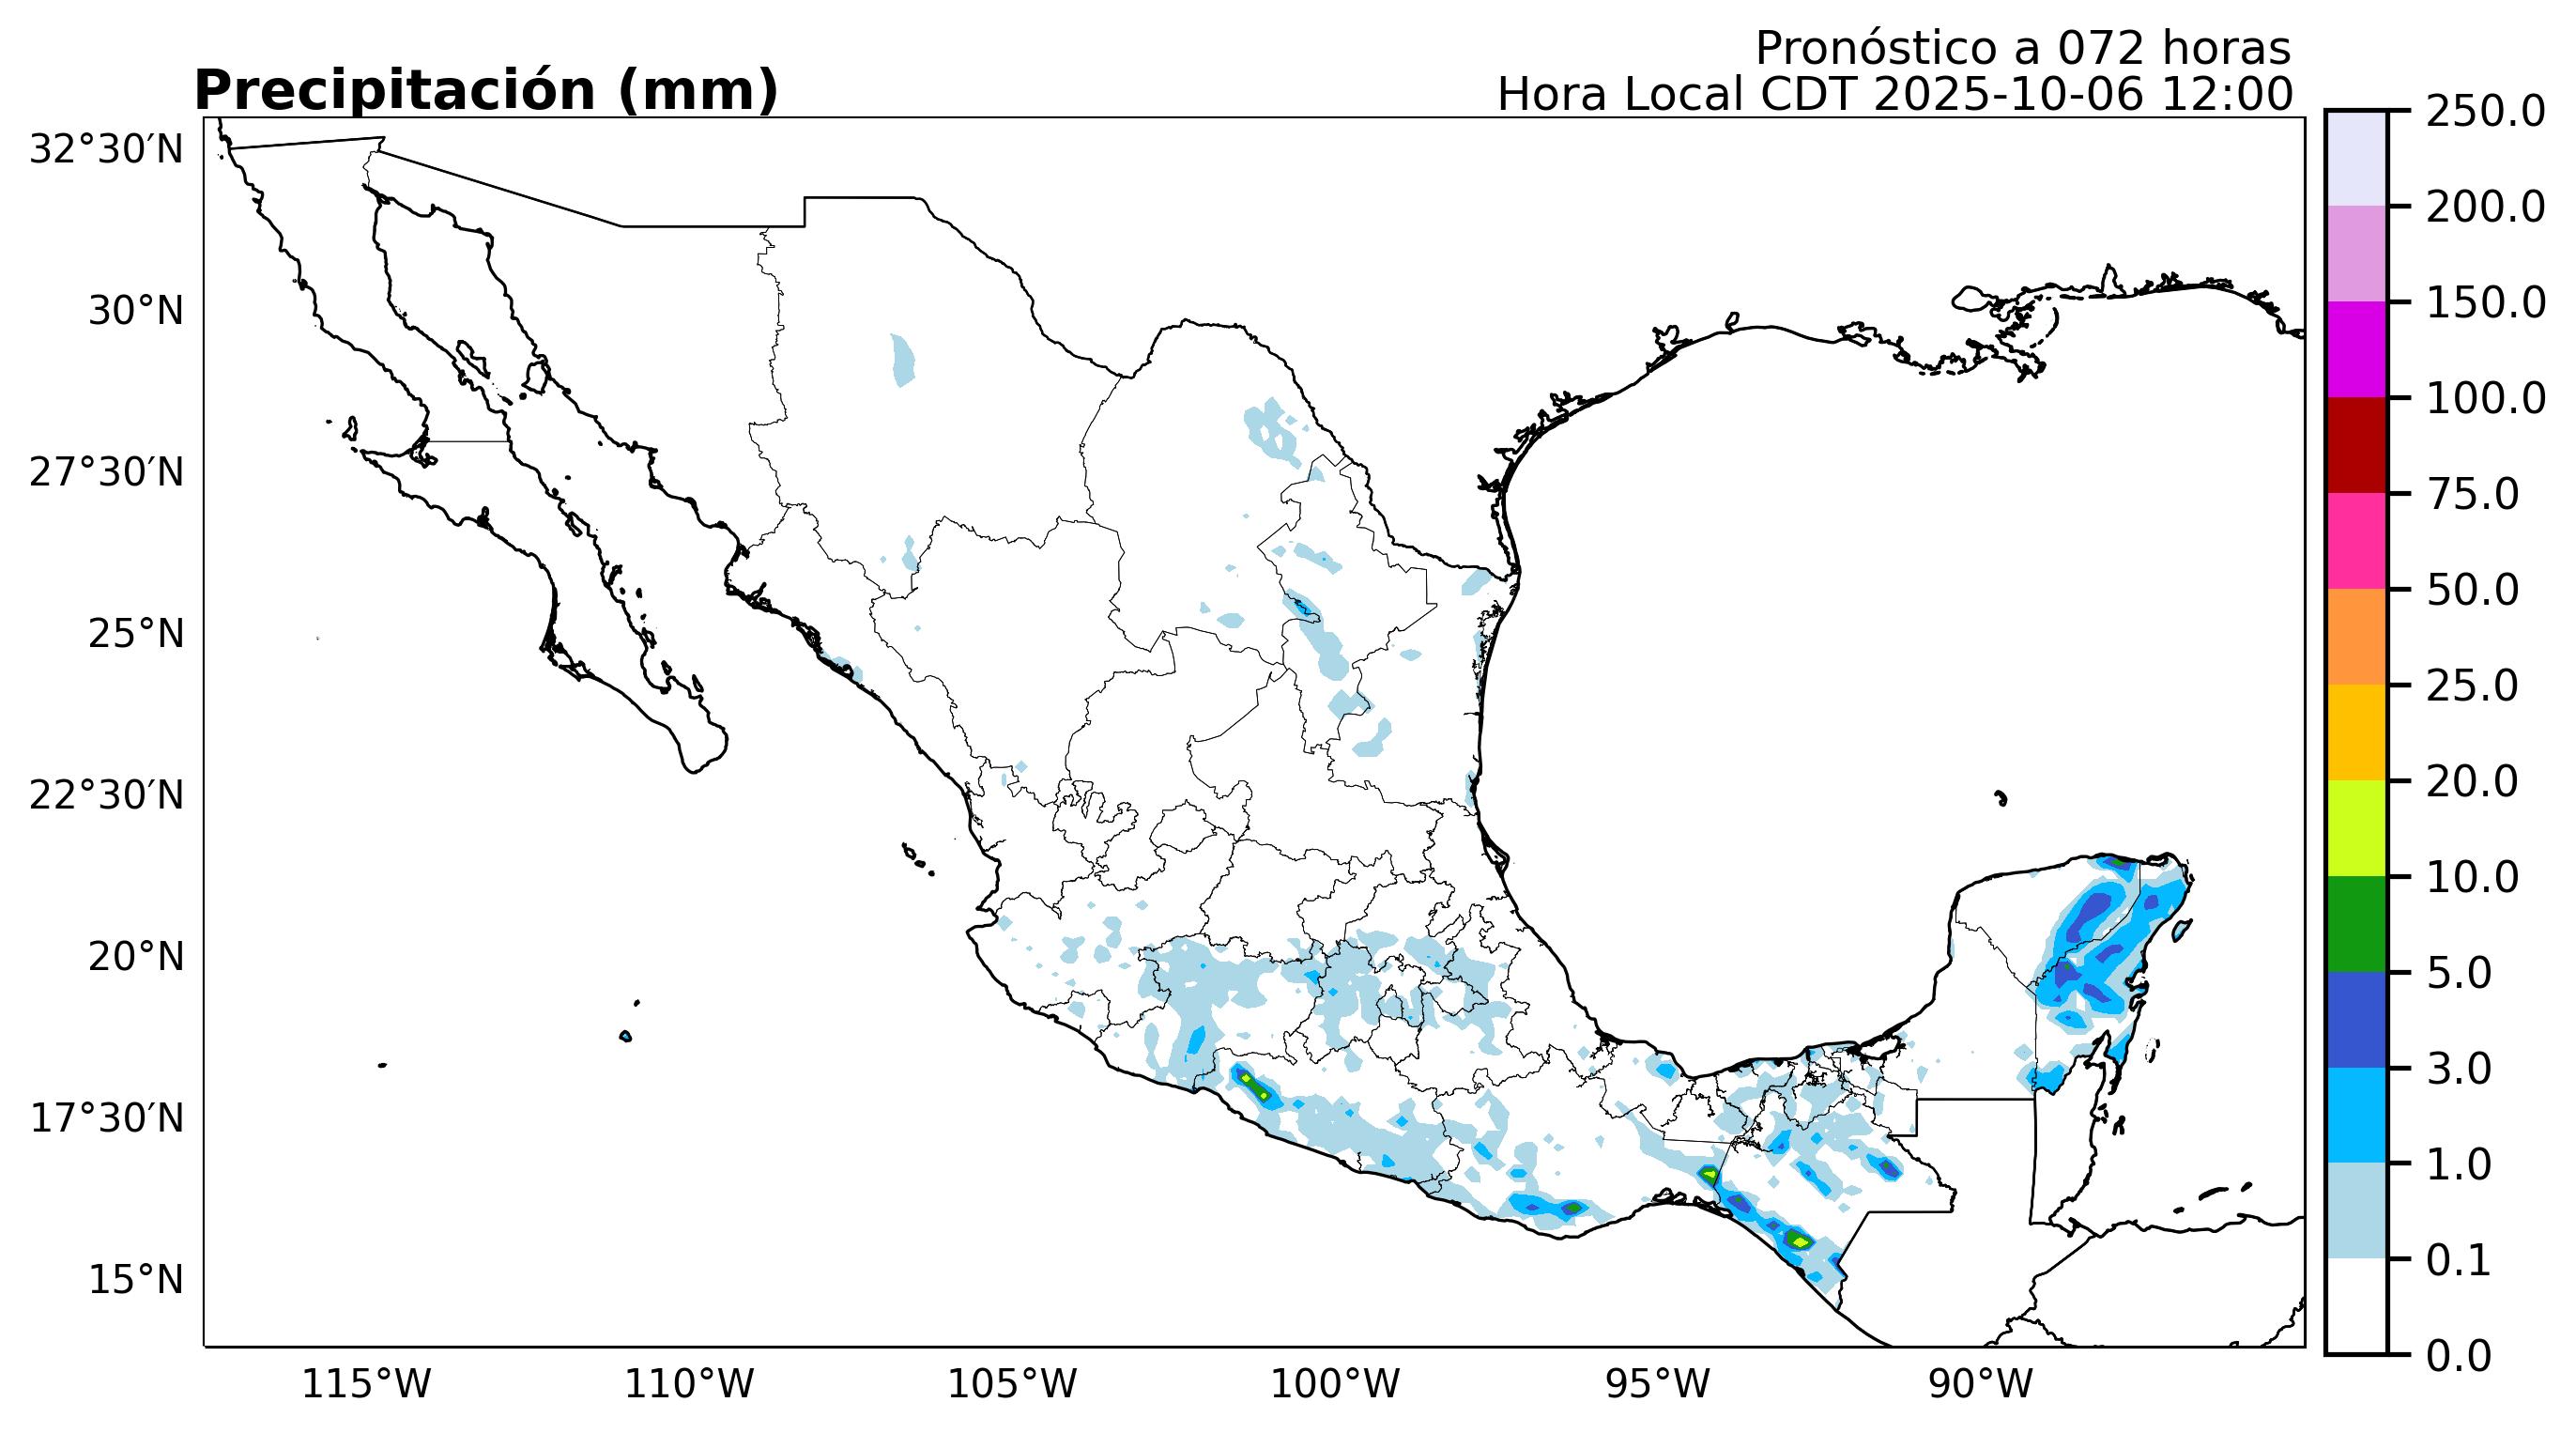 Pronóstico a 072 horas
Precipitación (mm)
Hora Local CDT 2025-10-06 12:00
32°30′N
30°N
27°30′N
25°N
22°30′N
20°N
17°30′N
15°N
115°W
110°W
105°W
100°W
95°W
90°W
250.0
200.0
150.0
100.0
75.0
50.0
25.0
20.0
10.0
5.0
3.0
1.0
0.1
0.0